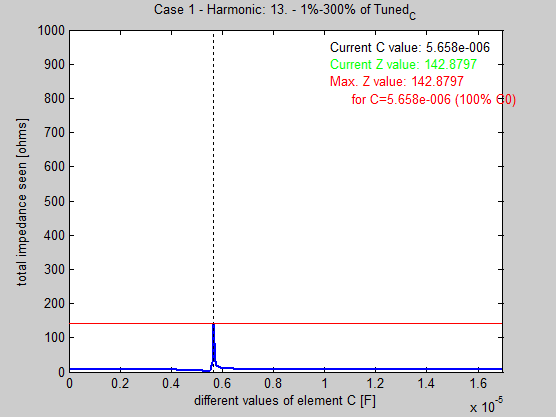 Case 1 - Harmonic: 13. - 1%-300% of Tuned_C
Current C value: 5.658e-006
Current Z value: 142.8797
Max. Z value: 142.8797
for C=5.658e-006 (100% C0)
total impedance seen [ohms]
1000
900
800
700
600
500
400
300
200
100
0
0 0.2 0.4 0.6 0.8 1 1.2 1.4 1.6
x 10^-5
different values of element C [F]